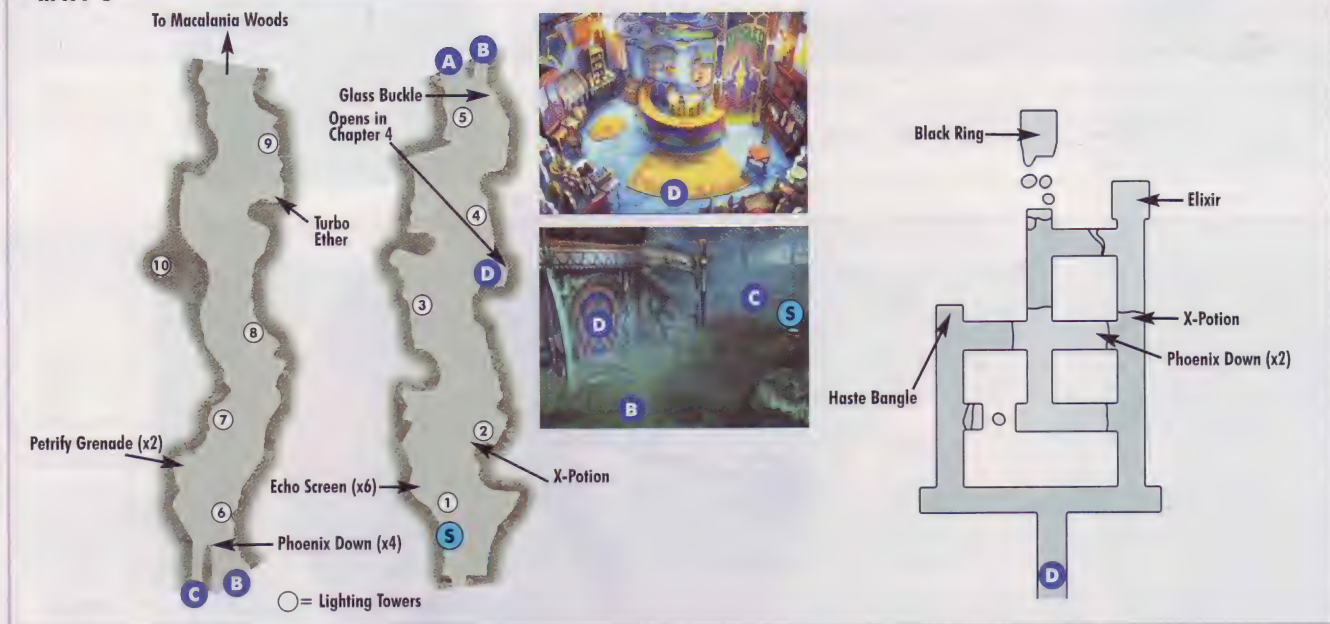 To Macalania Woods
A
B
Glass Buckle
Opens in
Chapter 4
5
9
4
Turbo
Ether
D
10
3
8
7
2
Petrify Grenade (x2)
Echo Screen (x6)
X-Potion
1
6
S
Phoenix Down (x4)
C
B
= Lighting Towers
D
D
C
S
B
Black Ring
Elixir
X-Potion
Phoenix Down (x2)
Haste Bangle
D